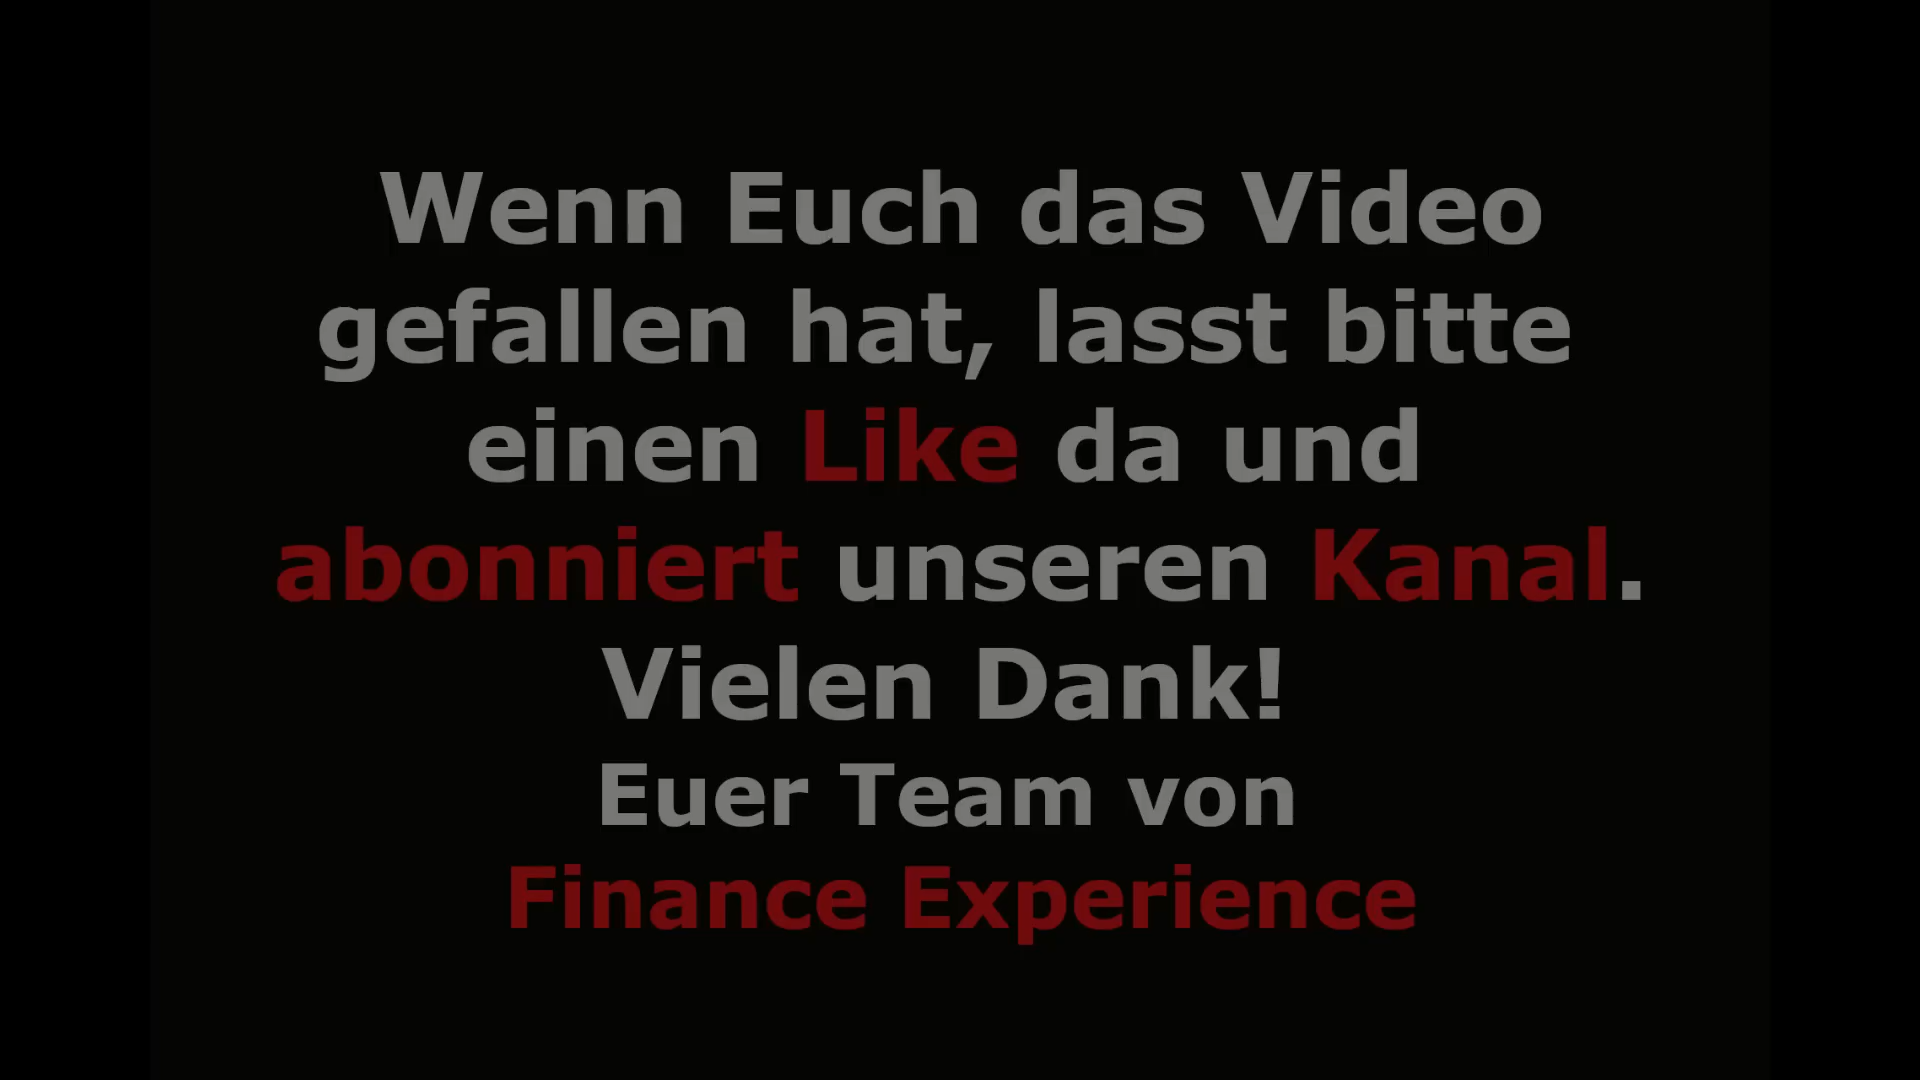 Wenn Euch das Video
gefallen hat, lasst bitte
einen Like da und
abonniert unseren Kanal.
Vielen Dank!
Euer Team von
Finance Experience